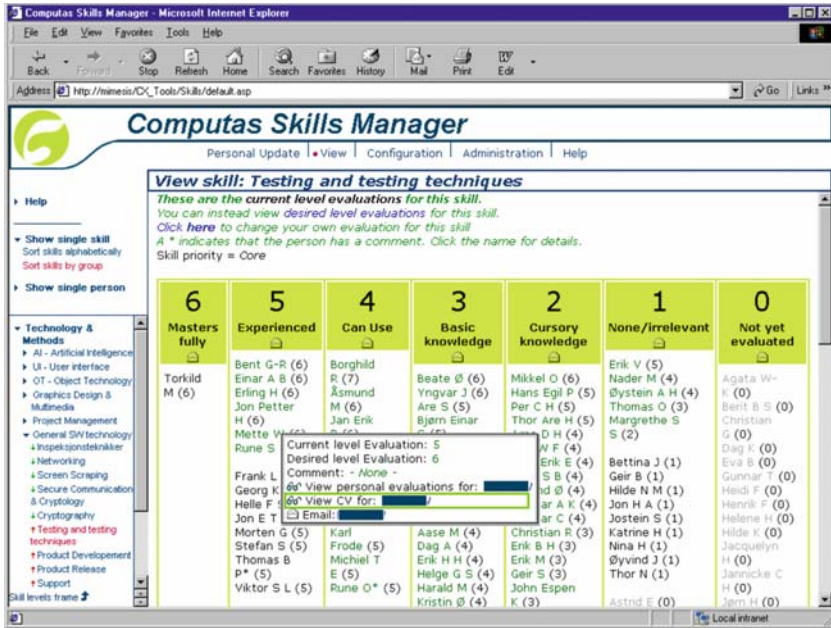 Computas Skills Manager - Microsoft Internet Explorer
File Edit View Favorites Tools Help
Back Forward Stop Refresh Home Search Favorites History Mail Print Edit
Address http://mimesis/CX_Tools/Skills/default.asp Go Links »
Computas Skills Manager
Personal Update View Configuration Administration Help
View skill: Testing and testing techniques
These are the current level evaluations for this skill.
You can instead view desired level evaluations for this skill.
Click here to change your own evaluation for this skill
A * indicates that the person has a comment. Click the name for details.
Skill priority = Core
Help
Show single skill
Sort skills alphabetically
Sort skills by group
Show single person
Technology &
Methods
AI - Artificial Intelligence
UI - User interface
OT - Object Technology
Graphics Design &
Multimedia
Project Management
General SW technology
Inspeksjonsteknikker
Networking
Screen Scraping
Secure Communication
& Cryptology
Cryptography
Testing and testing
techniques
Product Developement
Product Release
Support
Skill levels frame
6
Masters
fully
Torkild
M (6)
5
Experienced
Bent G-R (6)
Einar A B (6)
Erling H (6)
Jon Petter
H (6)
Mette
Rune S
Frank L
Georg K
Helle F
Jon E T
Morten G (5)
Stefan S (5)
Thomas B
P* (5)
Viktor S L (5)
4
Can Use
Borghild
R (7)
Åsmund
M (6)
Jan Erik
Karl
Frode (5)
Michiel T
E (5)
Rune O* (5)
3
Basic
knowledge
Beate Ø (6)
Yngvar J (6)
Are S (5)
Bjørn Einar
Aase M (4)
Dag A (4)
Erik H H (4)
Helge G S (4)
Harald M (4)
Kristin Ø (4)
2
Cursory
knowledge
Mikkel O (6)
Hans Egil P (5)
Per C H (5)
Thor Are H (5)
D H (4)
F (4)
Erik E (4)
S B (4)
Ø (4)
A K (4)
C (4)
Christian R (3)
Erik B H (3)
Erik M (3)
Geir S (3)
John Espen
K (3)
1
None/irrelevant
Erik V (5)
Nader M (4)
Øystein A H (4)
Thomas O (3)
Margrethe S
S (2)
Bettina J (1)
Geir B (1)
Hilde N M (1)
Jon H A (1)
Jostein S (1)
Katrine H (1)
Nina H (1)
Øyvind J (1)
Thor N (1)
Astrid E (0)
0
Not yet
evaluated
Agata W-
K (0)
Berit B S (0)
Christian
G (0)
Dag K (0)
Eva B (0)
Gunnar T (0)
Heidi F (0)
Henrik F (0)
Helene H (0)
Hilde K (0)
Jacquelyn
H (0)
Jannicke C
H (0)
Jørn H (0)
Current level Evaluation: 5
Desired level Evaluation: 6
Comment: - None -
View personal evaluations for: /
View CV for: /
Email: /
Local intranet